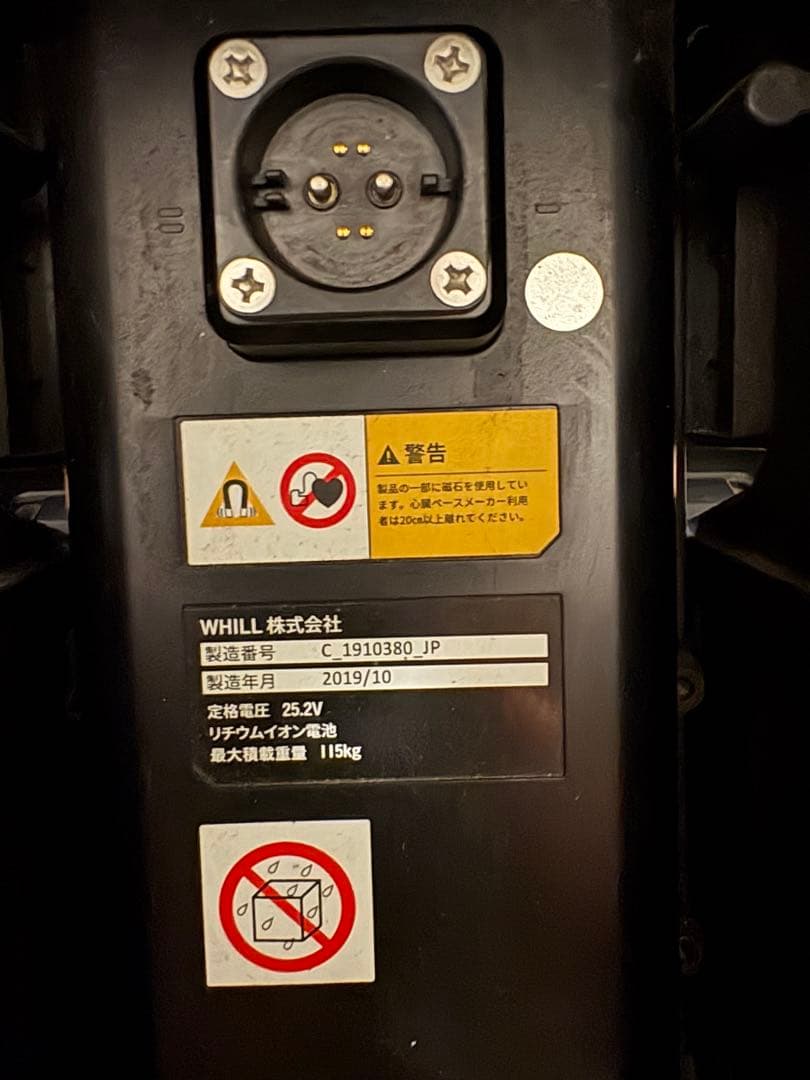 警告
製品の一部に磁石を使用してい
ます。心臓ペースメーカー利用
者は20cm以上離れてください。
WHILL 株式会社
製造番号 C_1910380_JP
製造年月 2019/10
定格電圧 25.2V
リチウムイオン電池
最大積載重量 115kg